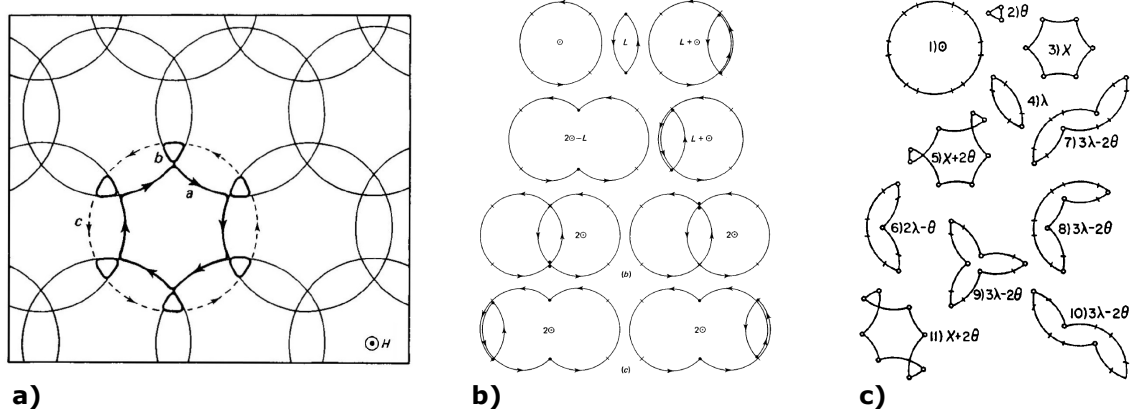 b
a
c
⊙ H
a)
⊙
L
L + ⊙
2⊙ – L
L + ⊙
2⊙
2⊙
(b)
2⊙
2⊙
(c)
b)
1) ⊙
2) θ
3) χ
4) λ
5) χ+2θ
6) 2λ-θ
7) 3λ-2θ
8) 3λ-2θ
9) 3λ-2θ
10) 3λ-2θ
11) χ+2θ
c)